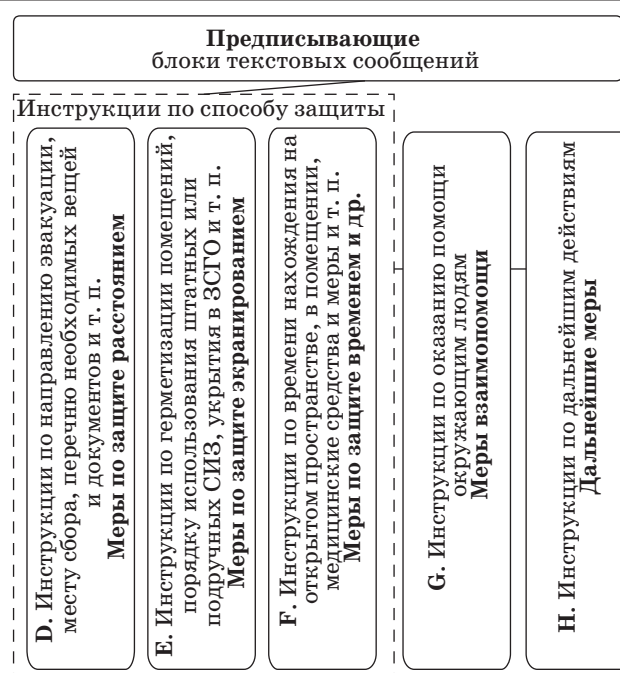 Предписывающие
блоки текстовых сообщений
Инструкции по способу защиты
D. Инструкции по направлению эвакуации,
месту сбора, перечню необходимых вещей
и документов и т. п.
Меры по защите расстоянием
E. Инструкции по герметизации помещений,
порядку использования штатных или
подручных СИЗ, укрытия в ЗСГО и т. п.
Меры по защите экранированием
F. Инструкции по времени нахождения на
открытом пространстве, в помещении,
медицинские средства и меры и т. п.
Меры по защите временем и др.
G. Инструкции по оказанию помощи
окружающим людям
Меры взаимопомощи
H. Инструкции по дальнейшим действиям
Дальнейшие меры